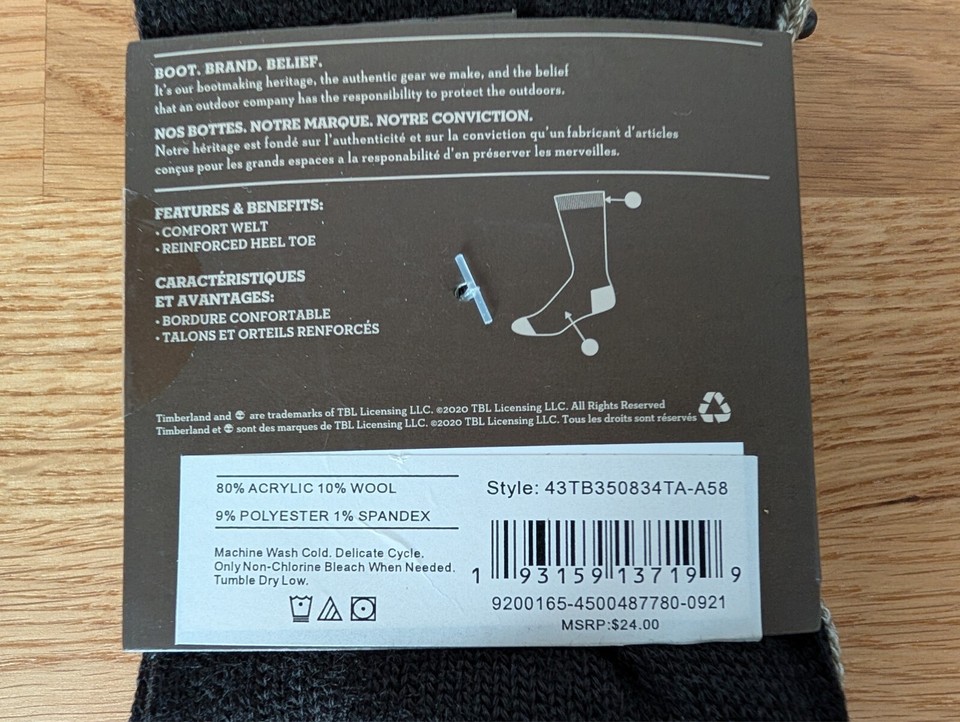 BOOT. BRAND. BELIEF.
It's our bootmaking heritage, the authentic gear we make, and the belief
that an outdoor company has the responsibility to protect the outdoors.
NOS BOTTES. NOTRE MARQUE. NOTRE CONVICTION.
Notre héritage est fondé sur l'authenticité et sur la conviction qu'un fabricant d'articles
conçus pour les grands espaces a la responabilité d'en préserver les merveilles.
FEATURES & BENEFITS:
• COMFORT WELT
• REINFORCED HEEL TOE
CARACTÉRISTIQUES
ET AVANTAGES:
• BORDURE CONFORTABLE
• TALONS ET ORTEILS RENFORCÉS
Timberland and are trademarks of TBL Licensing LLC. ©2020 TBL Licensing LLC. All Rights Reserved
Timberland et sont des marques de TBL Licensing LLC. ©2020 TBL Licensing LLC. Tous les droits sont réservés
80% ACRYLIC 10% WOOL
9% POLYESTER 1% SPANDEX
Machine Wash Cold. Delicate Cycle.
Only Non-Chlorine Bleach When Needed.
Tumble Dry Low.
Style: 43TB350834TA-A58
1 93159 13719 9
9200165-4500487780-0921
MSRP:$24.00